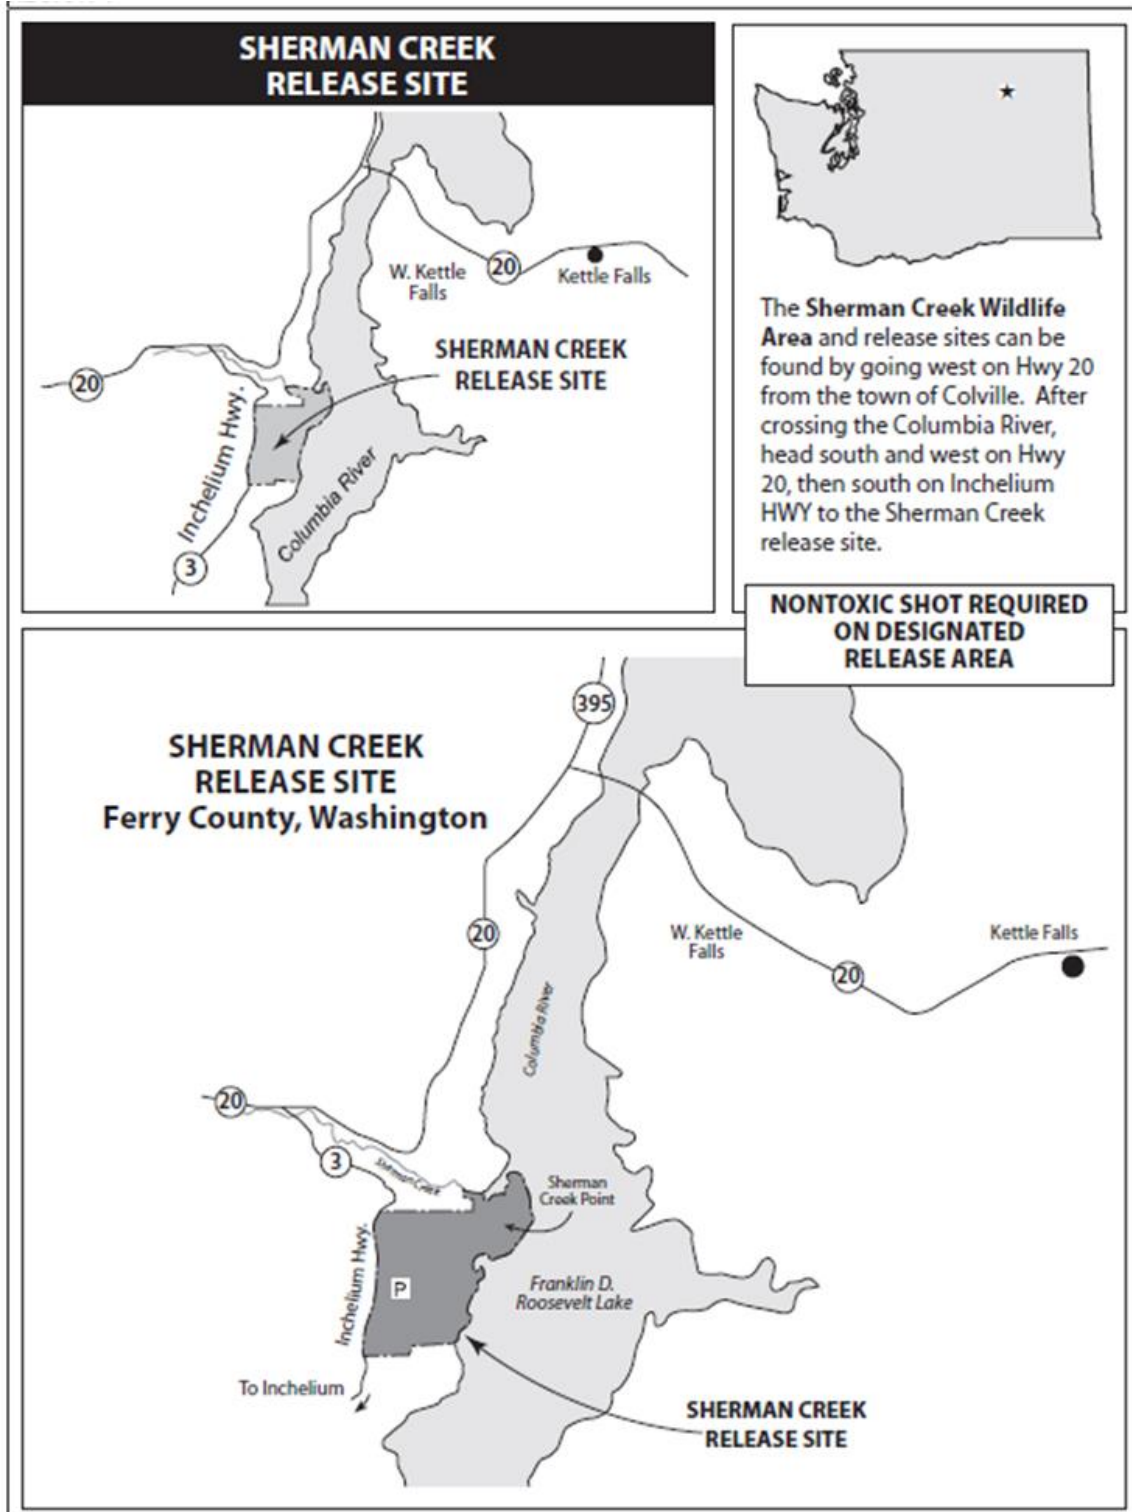 SHERMAN CREEK
RELEASE SITE
20
W. Kettle
Falls
Kettle Falls
SHERMAN CREEK
RELEASE SITE
20
Inchelium Hwy.
Columbia River
3
The Sherman Creek Wildlife
Area and release sites can be
found by going west on Hwy 20
from the town of Colville. After
crossing the Columbia River,
head south and west on Hwy
20, then south on Inchelium
HWY to the Sherman Creek
release site.
NONTOXIC SHOT REQUIRED
ON DESIGNATED
RELEASE AREA
395
SHERMAN CREEK
RELEASE SITE
Ferry County, Washington
20
W. Kettle
Falls
Kettle Falls
20
Columbia River
20
3
Sherman Creek
Sherman
Creek Point
Inchelium Hwy.
P
Franklin D.
Roosevelt Lake
To Inchelium
SHERMAN CREEK
RELEASE SITE